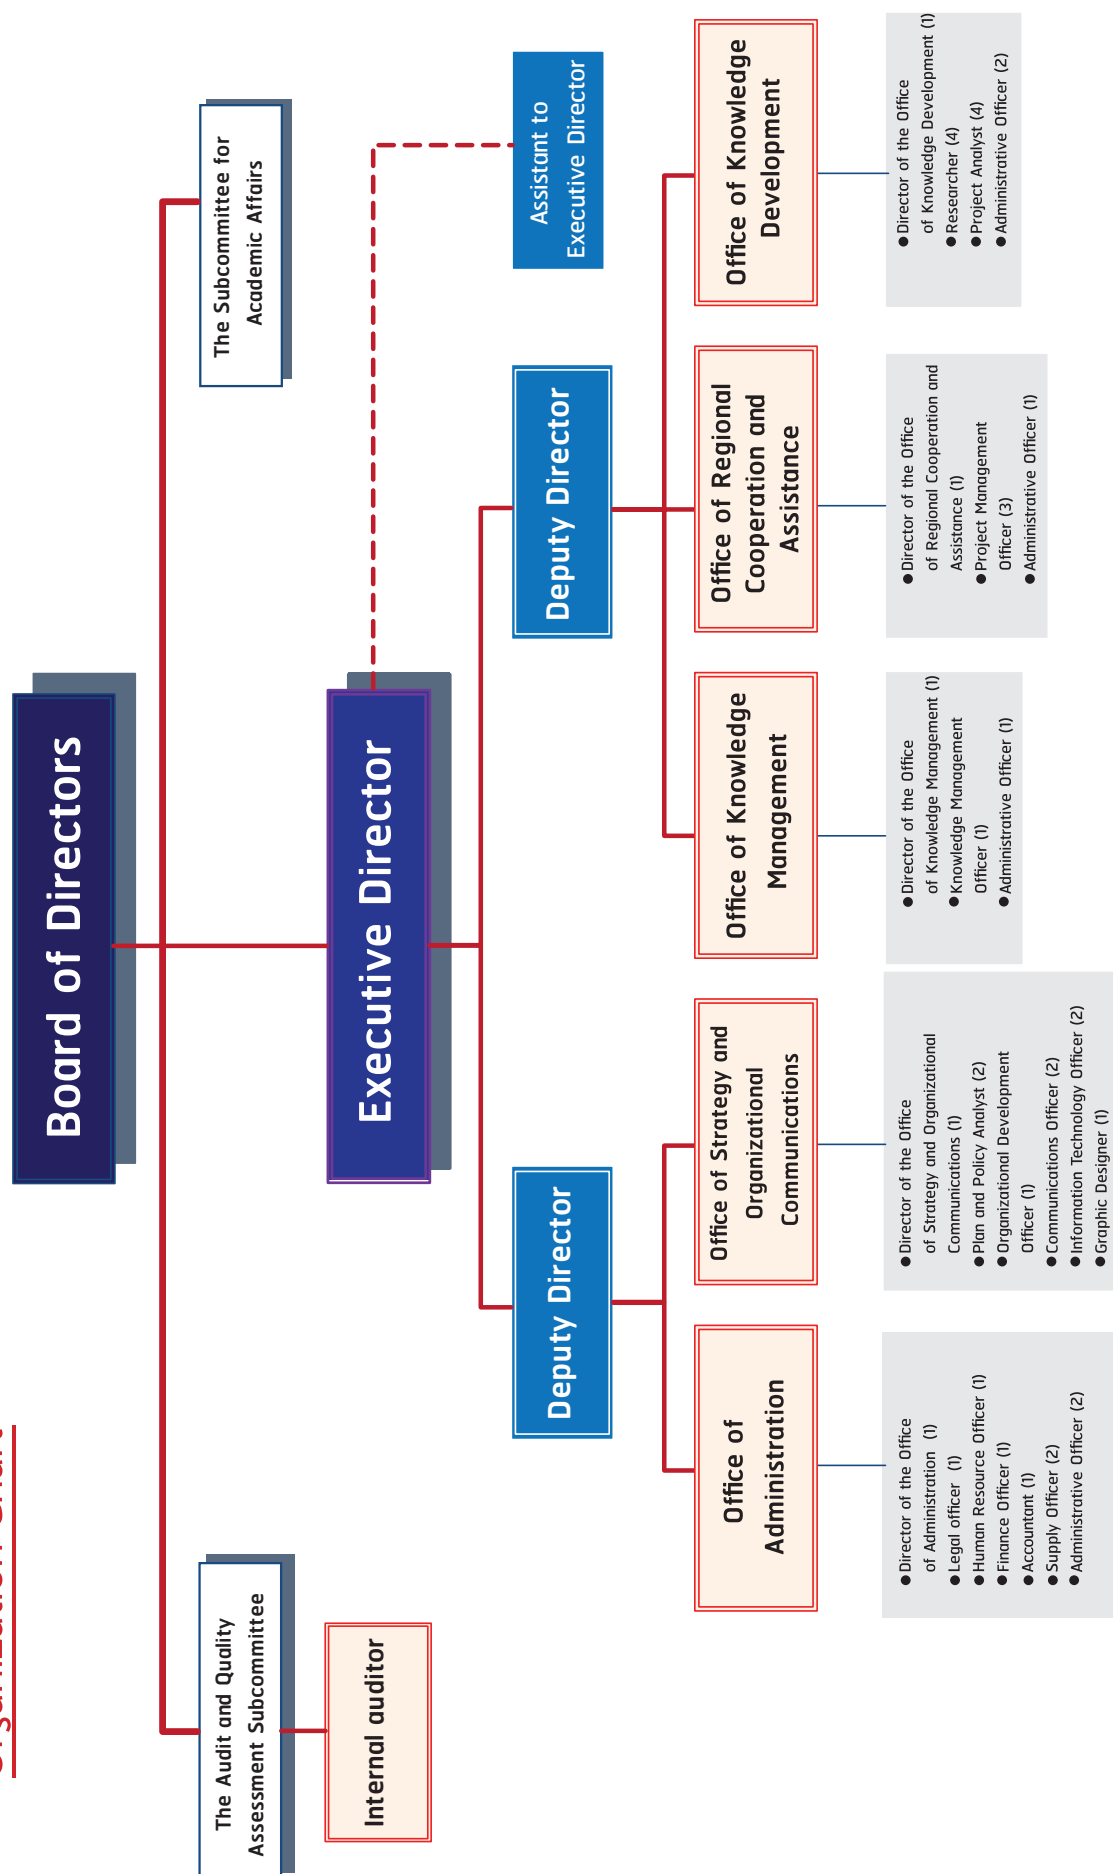 Organization Chart
Board of Directors
The Audit and Quality
Assessment Subcommittee
The Subcommittee for
Academic Affairs
Internal auditor
Executive Director
Assistant to
Executive Director
Deputy Director
Deputy Director
Office of
Administration
Office of Strategy and
Organizational
Communications
Office of Knowledge
Management
Office of Regional
Cooperation and
Assistance
Office of Knowledge
Development
●Director of the Office
of Administration (1)
●Legal officer (1)
●Human Resource Officer (1)
●Finance Officer (1)
●Accountant (1)
●Supply Officer (2)
●Administrative Officer (2)
●Director of the Office
of Strategy and Organizational
Communications (1)
●Plan and Policy Analyst (2)
●Organizational Development
Officer (1)
●Communications Officer (2)
●Information Technology Officer (2)
●Graphic Designer (1)
●Director of the Office
of Knowledge Management (1)
●Knowledge Management
Officer (1)
●Administrative Officer (1)
●Director of the Office
of Regional Cooperation and
Assistance (1)
●Project Management
Officer (3)
●Administrative Officer (1)
●Director of the Office
of Knowledge Development (1)
●Researcher (4)
●Project Analyst (4)
●Administrative Officer (2)